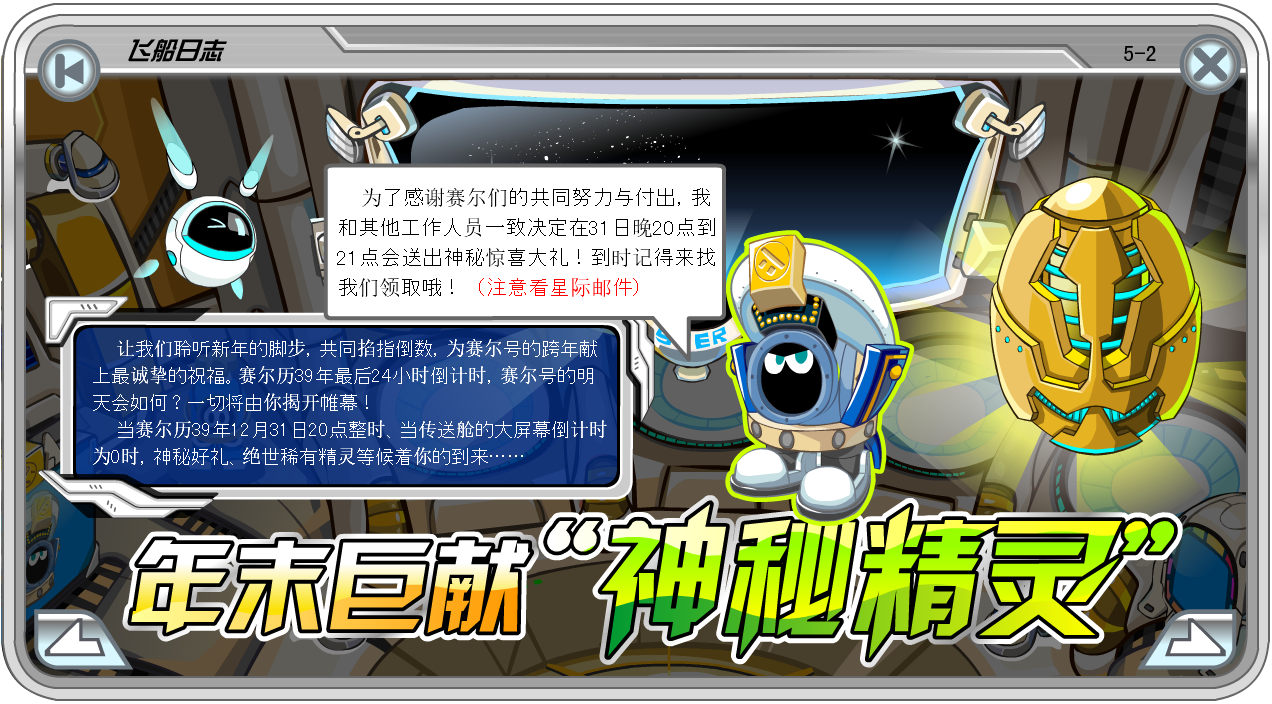 飞船日志
5-2
为了感谢赛尔们的共同努力与付出,我
和其他工作人员一致决定在31日晚20点到
21点会送出神秘惊喜大礼!到时记得来找
我们领取哦!(注意看星际邮件)
ER
让我们聆听新年的脚步,共同掐指倒数,为赛尔号的跨年献
上最诚挚的祝福。赛尔历39年最后24小时倒计时,赛尔号的明
天会如何?一切将由你揭开帷幕!
当赛尔历39年12月31日20点整时、当传送舱的大屏幕倒计时
为0时,神秘好礼、绝世稀有精灵等候着你的到来……
年末巨献“神秘精灵”